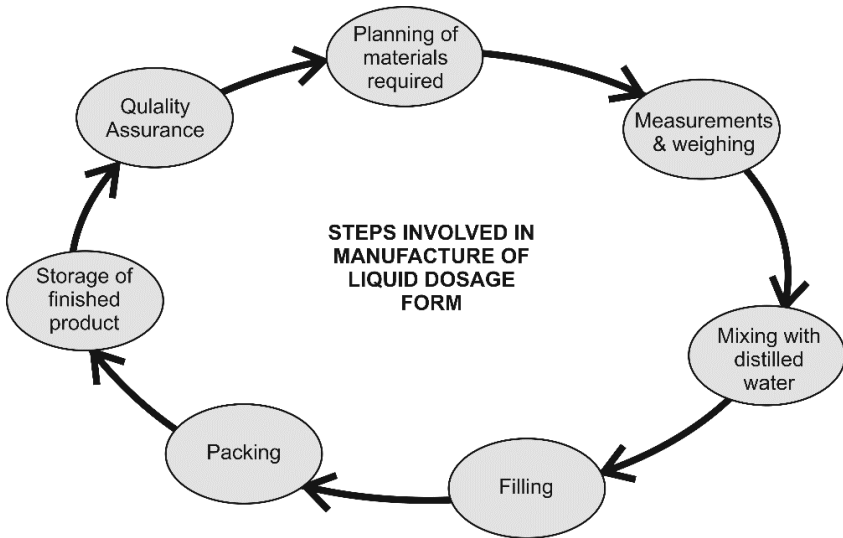 Planning of
materials
required
Measurements
& weighing
Mixing with
distilled
water
Filling
Packing
Storage of
finished
product
Qulality
Assurance
STEPS INVOLVED IN
MANUFACTURE OF
LIQUID DOSAGE
FORM